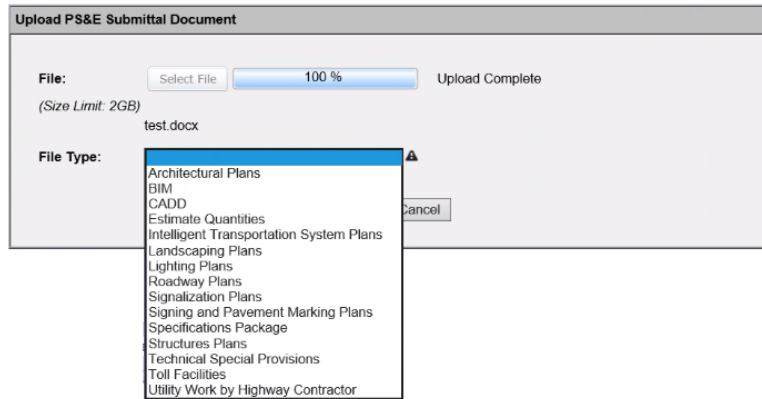 Upload PS&E Submittal Document
File: Select File 100 % Upload Complete
(Size Limit: 2GB)
test.docx
File Type:
Architectural Plans
BIM
CADD
Cancel
Estimate Quantities
Intelligent Transportation System Plans
Landscaping Plans
Lighting Plans
Roadway Plans
Signalization Plans
Signing and Pavement Marking Plans
Specifications Package
Structures Plans
Technical Special Provisions
Toll Facilities
Utility Work by Highway Contractor